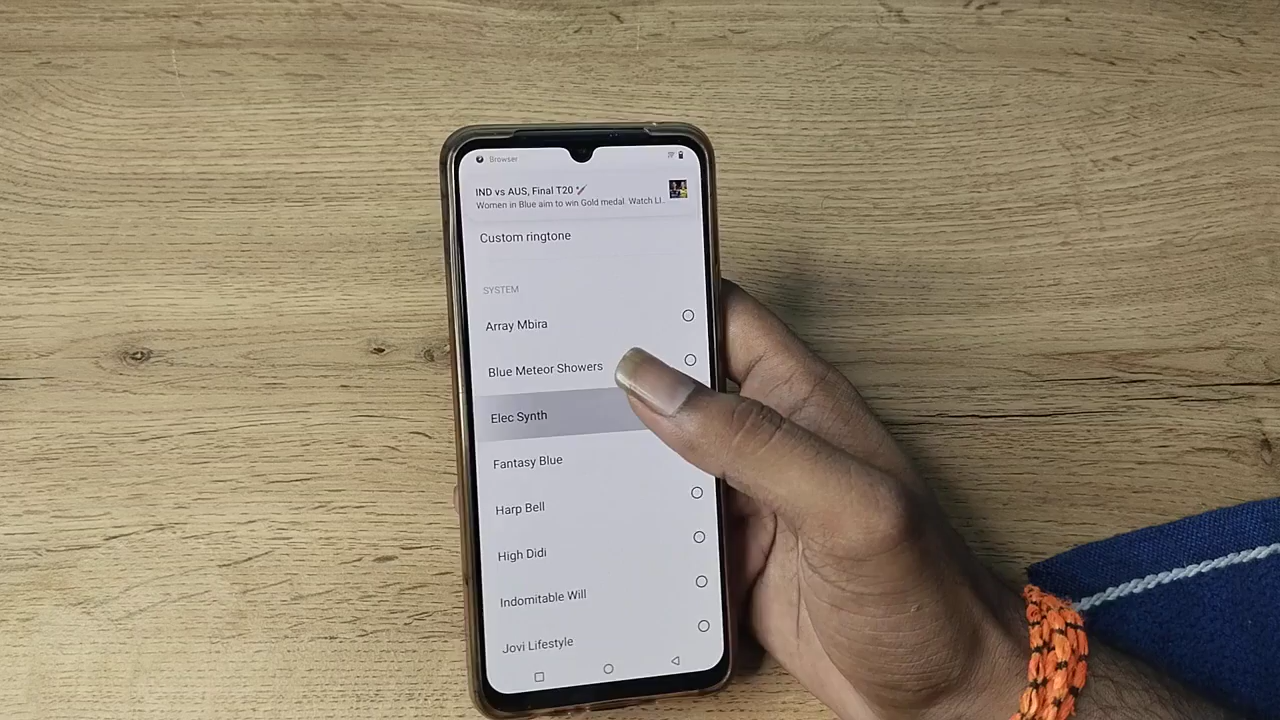 Browser
IND vs AUS, Final T20
Women in Blue aim to win Gold medal. Watch LI..
Custom ringtone
SYSTEM
Array Mbira
Blue Meteor Showers
Elec Synth
Fantasy Blue
Harp Bell
High Didi
Indomitable Will
Jovi Lifestyle